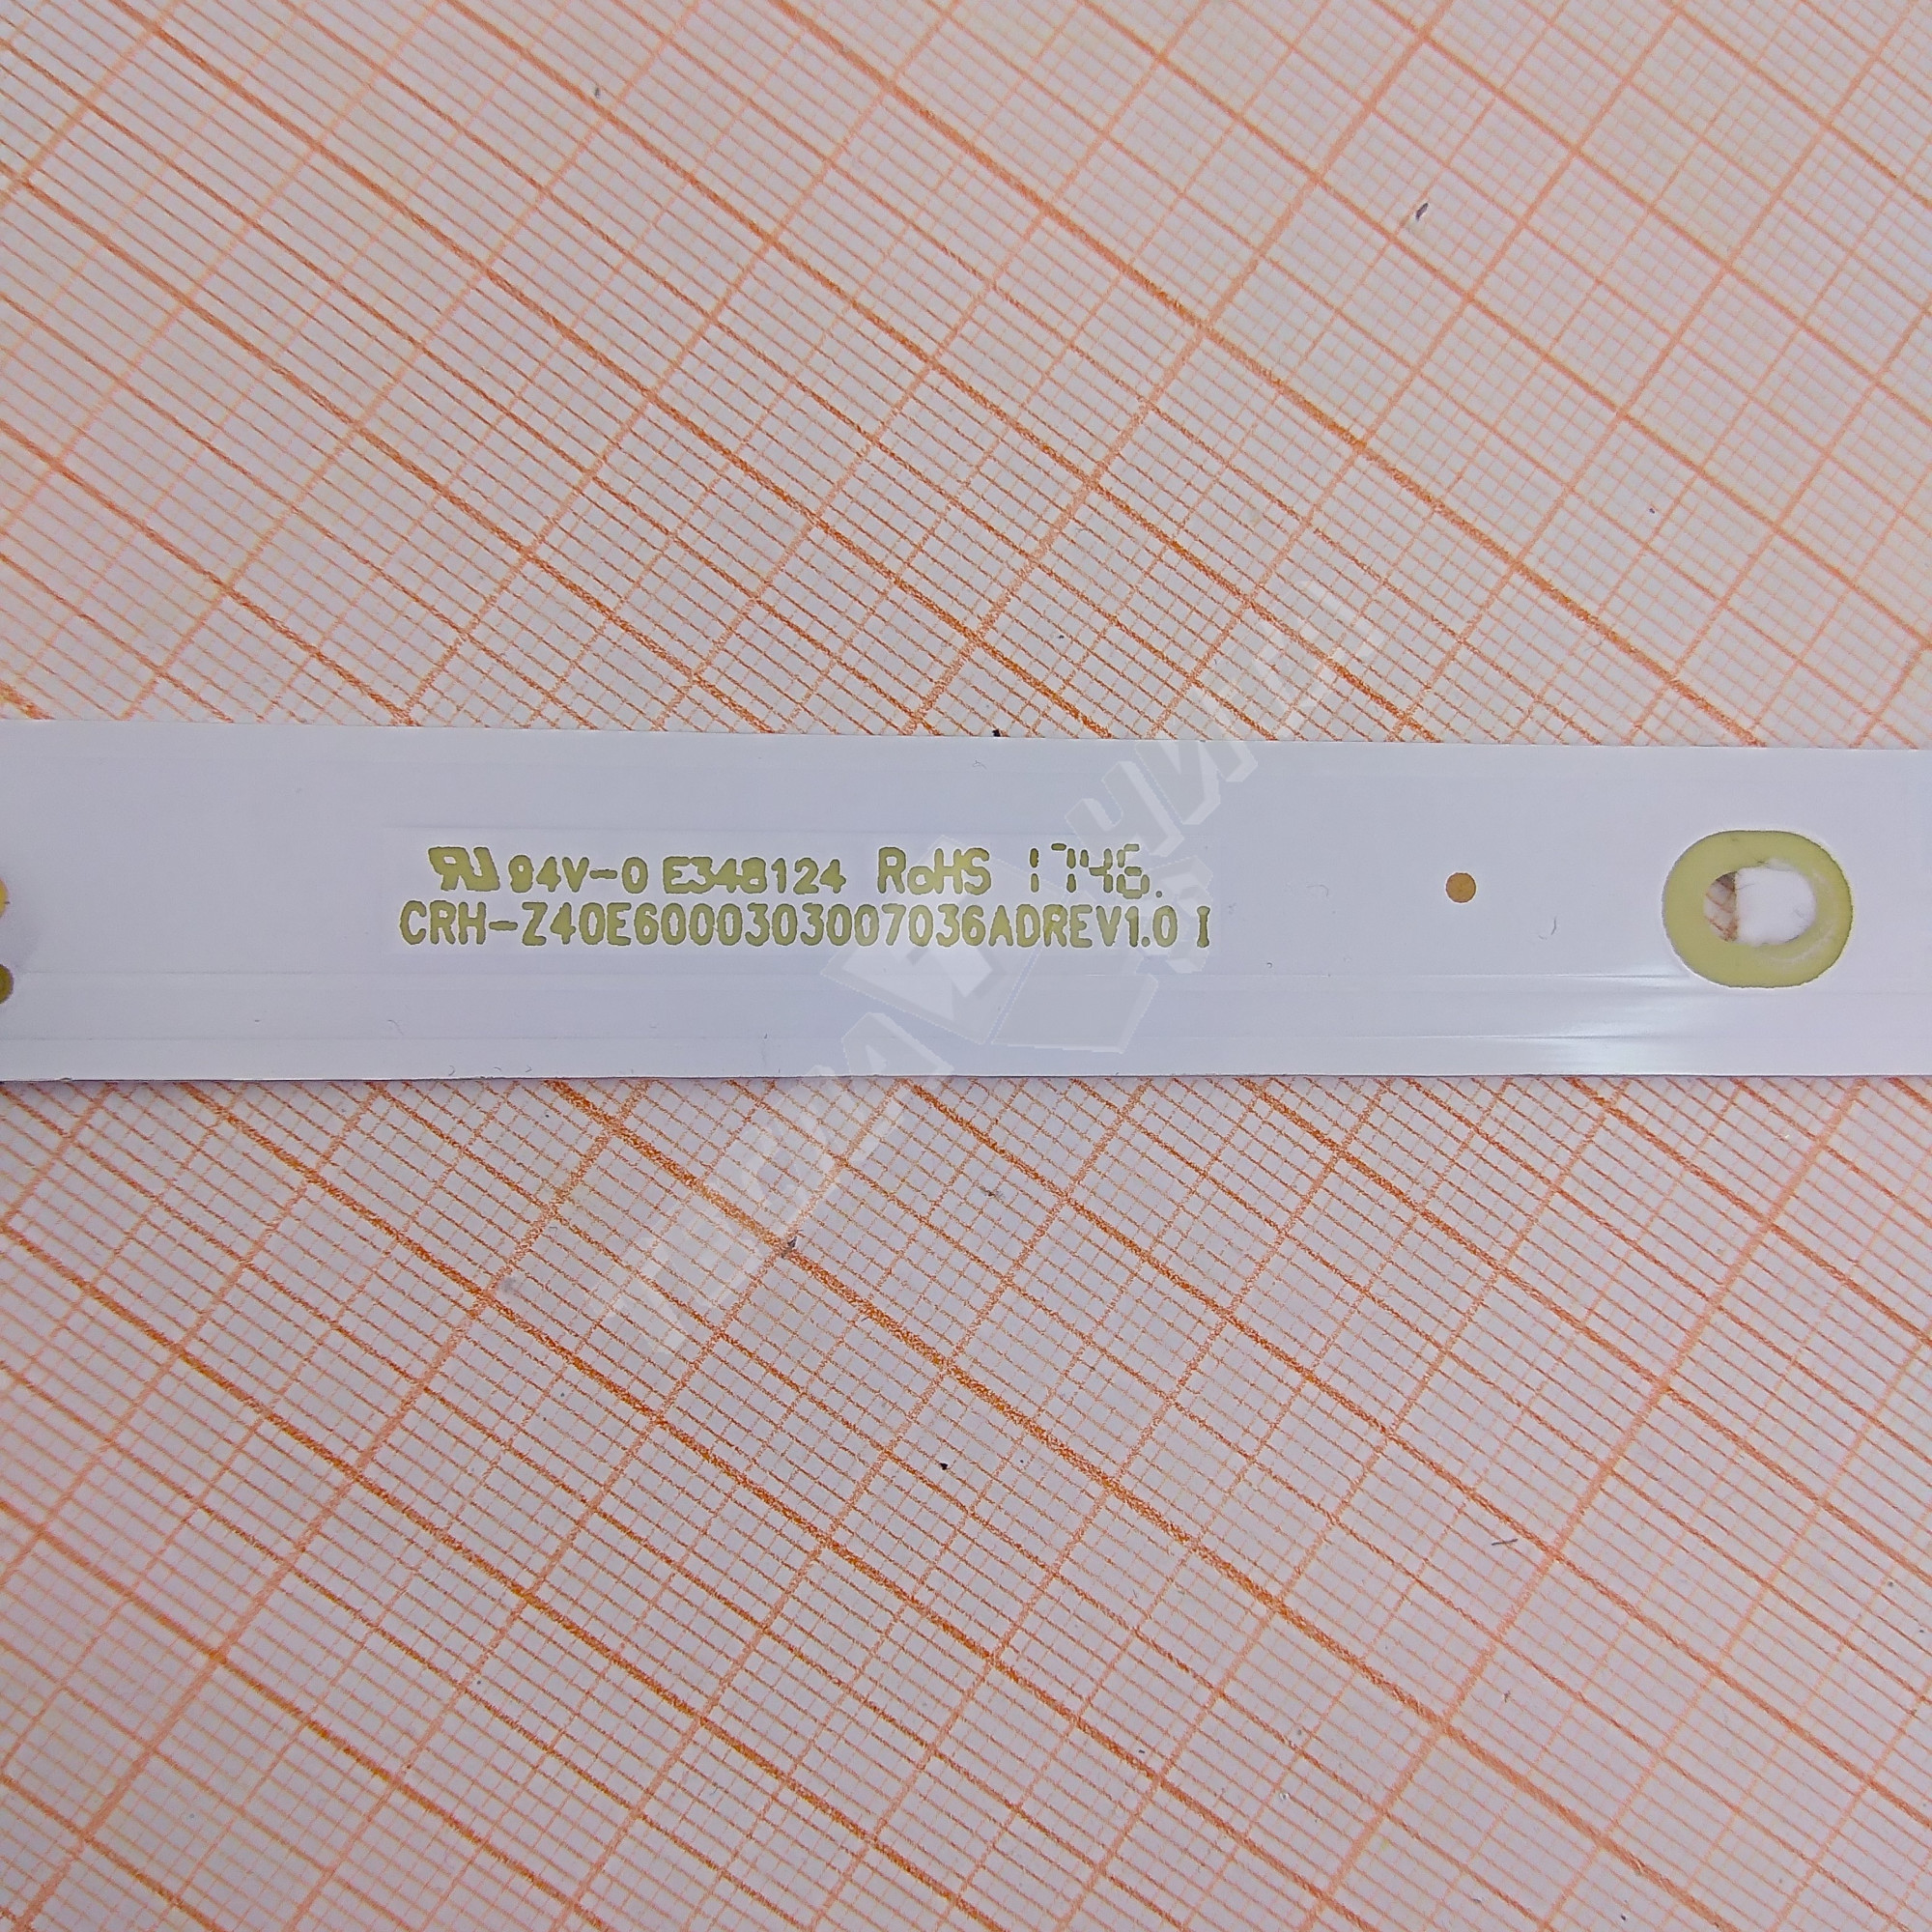 94V-0 E348124 RoHS 1746.
CRH-Z40E6000303007036ADREV1.0 I